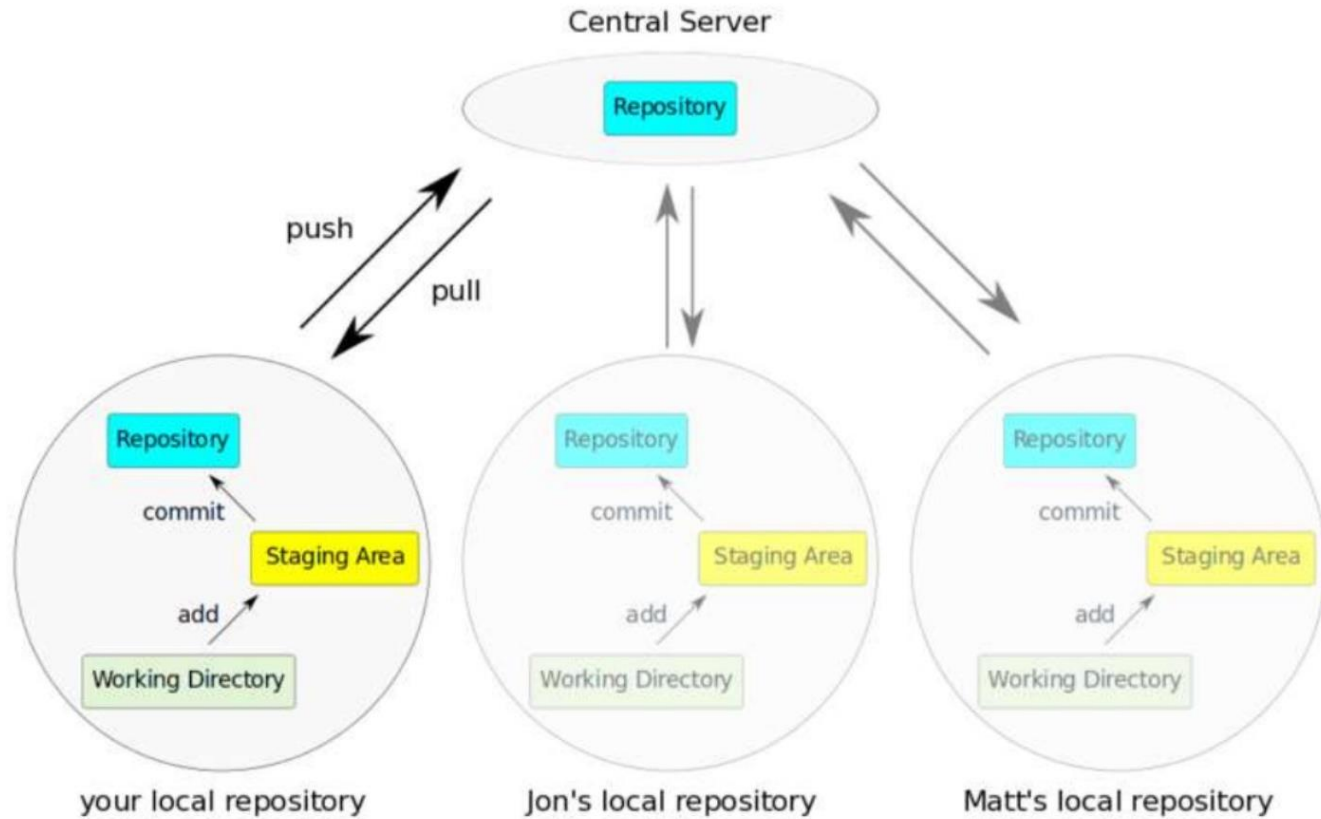 Central Server
Repository
push
pull
Repository
commit
Staging Area
add
Working Directory
your local repository
Repository
commit
Staging Area
add
Working Directory
Jon's local repository
Repository
commit
Staging Area
add
Working Directory
Matt's local repository